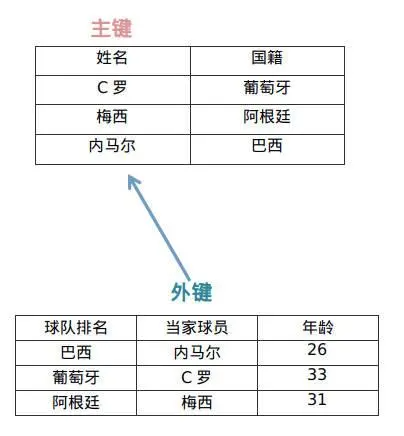 主键
姓名 国籍
C罗 葡萄牙
梅西 阿根廷
内马尔 巴西
外键
球队排名 当家球员 年龄
巴西 内马尔 26
葡萄牙 C罗 33
阿根廷 梅西 31